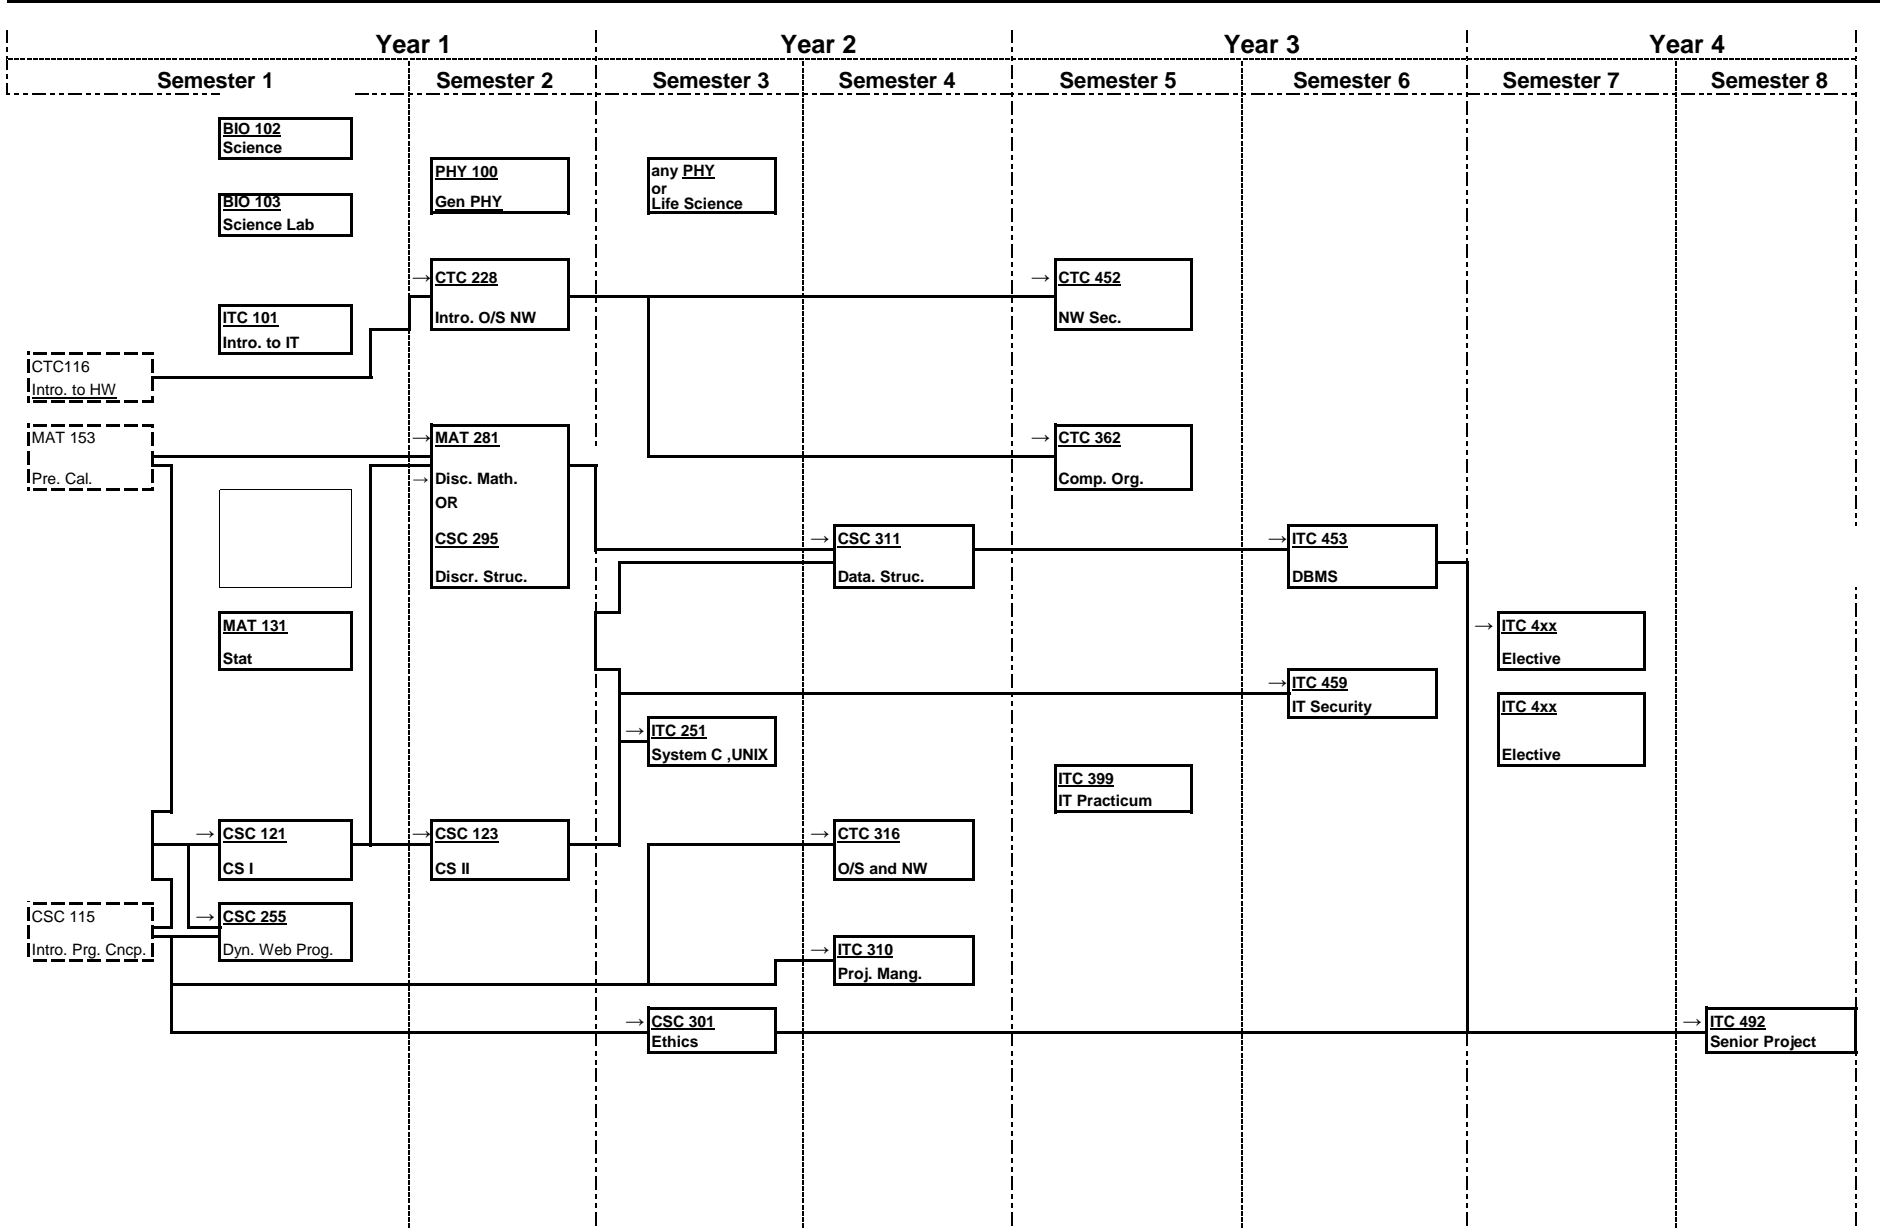 Year 1
Year 2
Year 3
Year 4
Semester 1
Semester 2
Semester 3
Semester 4
Semester 5
Semester 6
Semester 7
Semester 8
BIO 102
Science
BIO 103
Science Lab
ITC 101
Intro. to IT
CTC116
Intro. to HW
MAT 153
Pre. Cal.
MAT 131
Stat
→ CSC 121
CS I
CSC 115
Intro. Prg. Cncp.
→ CSC 255
Dyn. Web Prog.
PHY 100
Gen PHY
→ CTC 228
Intro. O/S NW
→ MAT 281
→ Disc. Math.
OR
CSC 295
Discr. Struc.
→ CSC 123
CS II
any PHY
or
Life Science
→ ITC 251
System C ,UNIX
→ CSC 301
Ethics
→ CSC 311
Data. Struc.
→ CTC 316
O/S and NW
→ ITC 310
Proj. Mang.
→ CTC 452
NW Sec.
→ CTC 362
Comp. Org.
ITC 399
IT Practicum
→ ITC 453
DBMS
→ ITC 459
IT Security
→ ITC 4xx
Elective
ITC 4xx
Elective
→ ITC 492
Senior Project